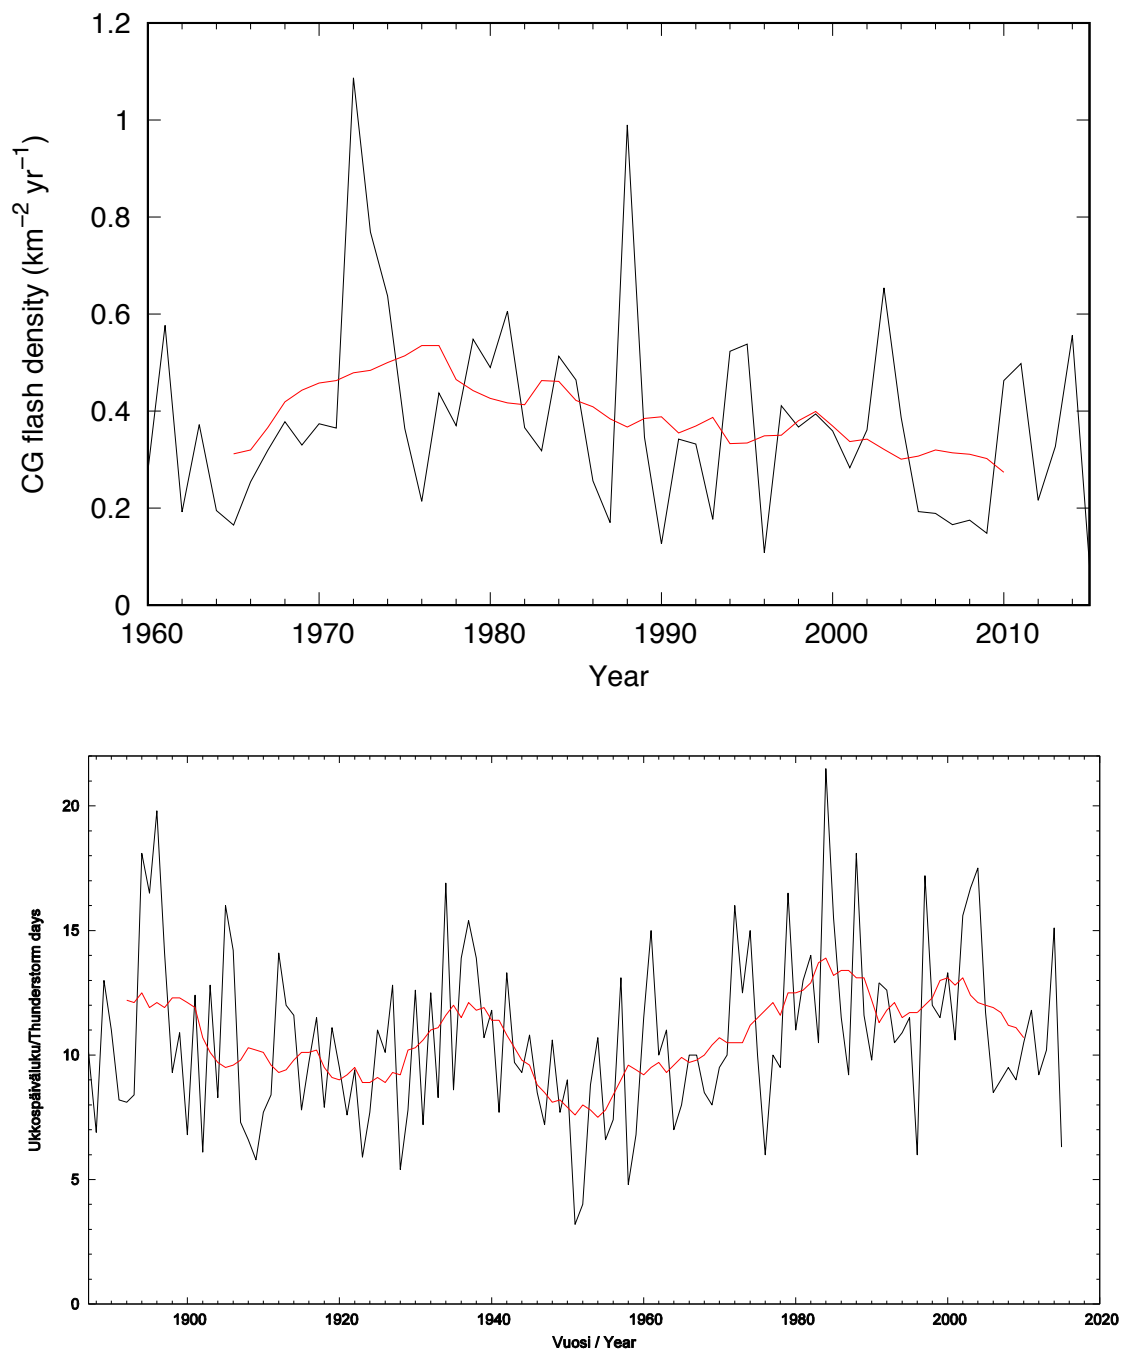 1.2
1
0.8
0.6
0.4
0.2
0
CG flash density (km−2 yr−1)
1960 1970 1980 1990 2000 2010
Year
20
15
10
5
0
Ukkospäiväluku/Thunderstorm days
1900 1920 1940 1960 1980 2000 2020
Vuosi / Year